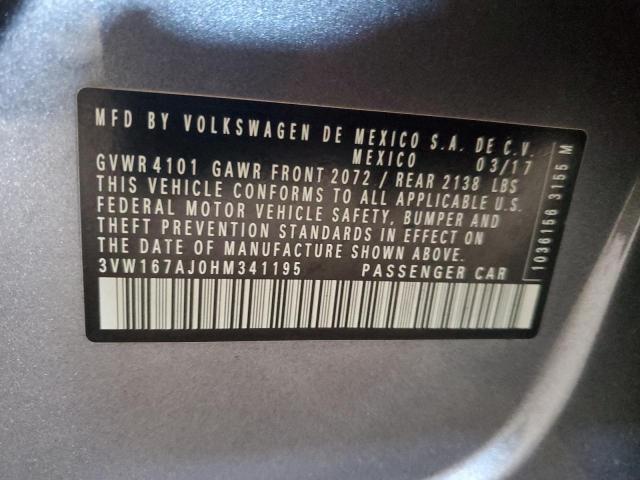 MFD BY VOLKSWAGEN DE MEXICO S.A. DE C.V.
MEXICO 03/17
GVWR 4101 GAWR FRONT 2072 / REAR 2138 LBS
THIS VEHICLE CONFORMS TO ALL APPLICABLE U.S.
FEDERAL MOTOR VEHICLE SAFETY, BUMPER AND
THEFT PREVENTION STANDARDS IN EFFECT ON
THE DATE OF MANUFACTURE SHOWN ABOVE.
3VW167AJ0HM341195 PASSENGER CAR
1036156 3155 M